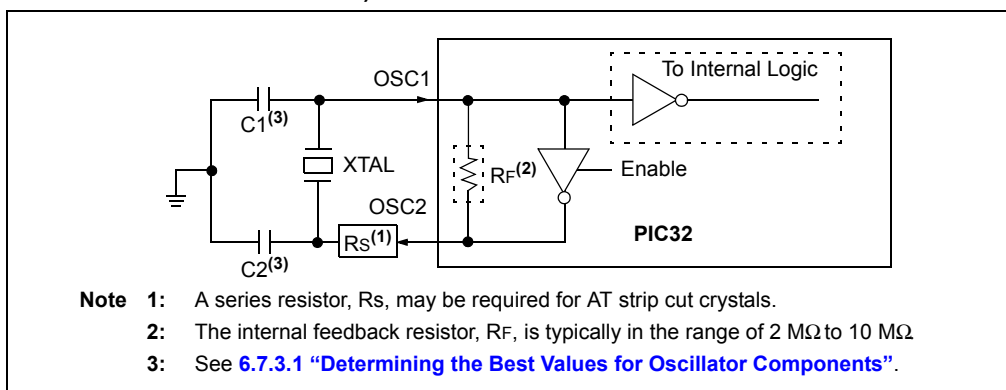 OSC1
To Internal Logic
C1(3)
XTAL
RF(2)
Enable
OSC2
RS(1)
PIC32
C2(3)
Note 1: A series resistor, Rs, may be required for AT strip cut crystals.
2: The internal feedback resistor, RF, is typically in the range of 2 MΩ to 10 MΩ
3: See 6.7.3.1 “Determining the Best Values for Oscillator Components”.